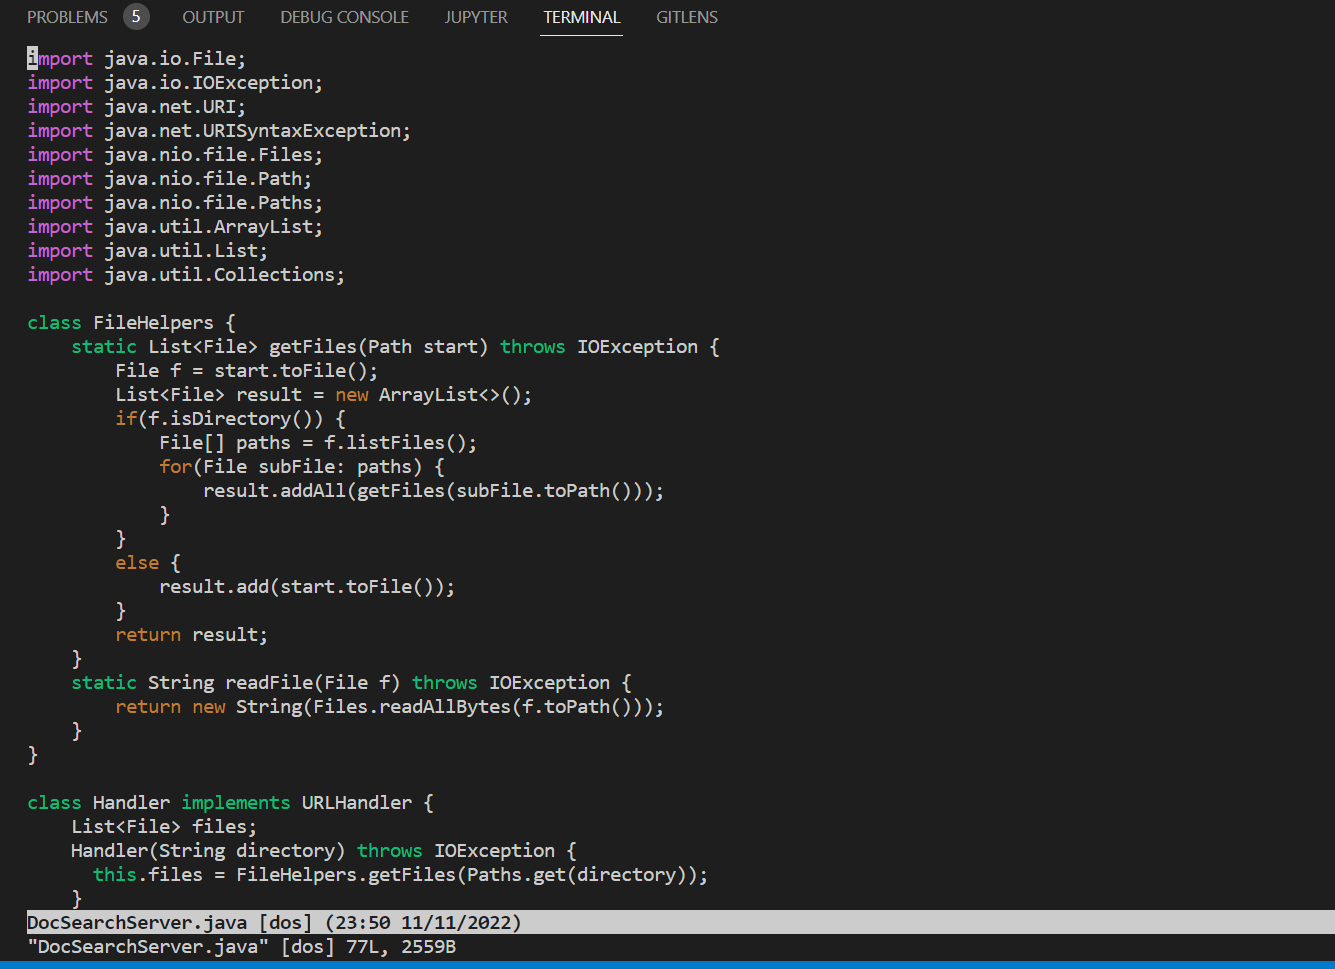 PROBLEMS 5 OUTPUT DEBUG CONSOLE JUPYTER TERMINAL GITLENS
import java.io.File;
import java.io.IOException;
import java.net.URI;
import java.net.URISyntaxException;
import java.nio.file.Files;
import java.nio.file.Path;
import java.nio.file.Paths;
import java.util.ArrayList;
import java.util.List;
import java.util.Collections;

class FileHelpers {
    static List<File> getFiles(Path start) throws IOException {
        File f = start.toFile();
        List<File> result = new ArrayList<>();
        if(f.isDirectory()) {
            File[] paths = f.listFiles();
            for(File subFile: paths) {
                result.addAll(getFiles(subFile.toPath()));
            }
        }
        else {
            result.add(start.toFile());
        }
        return result;
    }
    static String readFile(File f) throws IOException {
        return new String(Files.readAllBytes(f.toPath()));
    }
}

class Handler implements URLHandler {
    List<File> files;
    Handler(String directory) throws IOException {
      this.files = FileHelpers.getFiles(Paths.get(directory));
    }
DocSearchServer.java [dos] (23:50 11/11/2022)
"DocSearchServer.java" [dos] 77L, 2559B